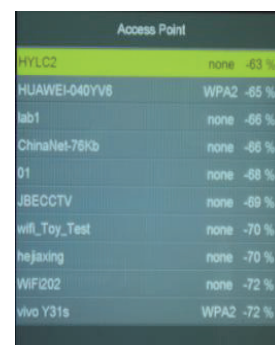 Access Point
HYLC2 none -63 %
HUAWEI-040YV6 WPA2 -65 %
lab1 none -66 %
ChinaNet-76Kb none -66 %
01 none -68 %
JBECCTV none -69 %
wifi_Toy_Test none -70 %
hejiaxing none -70 %
WiFi202 none -72 %
vivo Y31s WPA2 -72 %